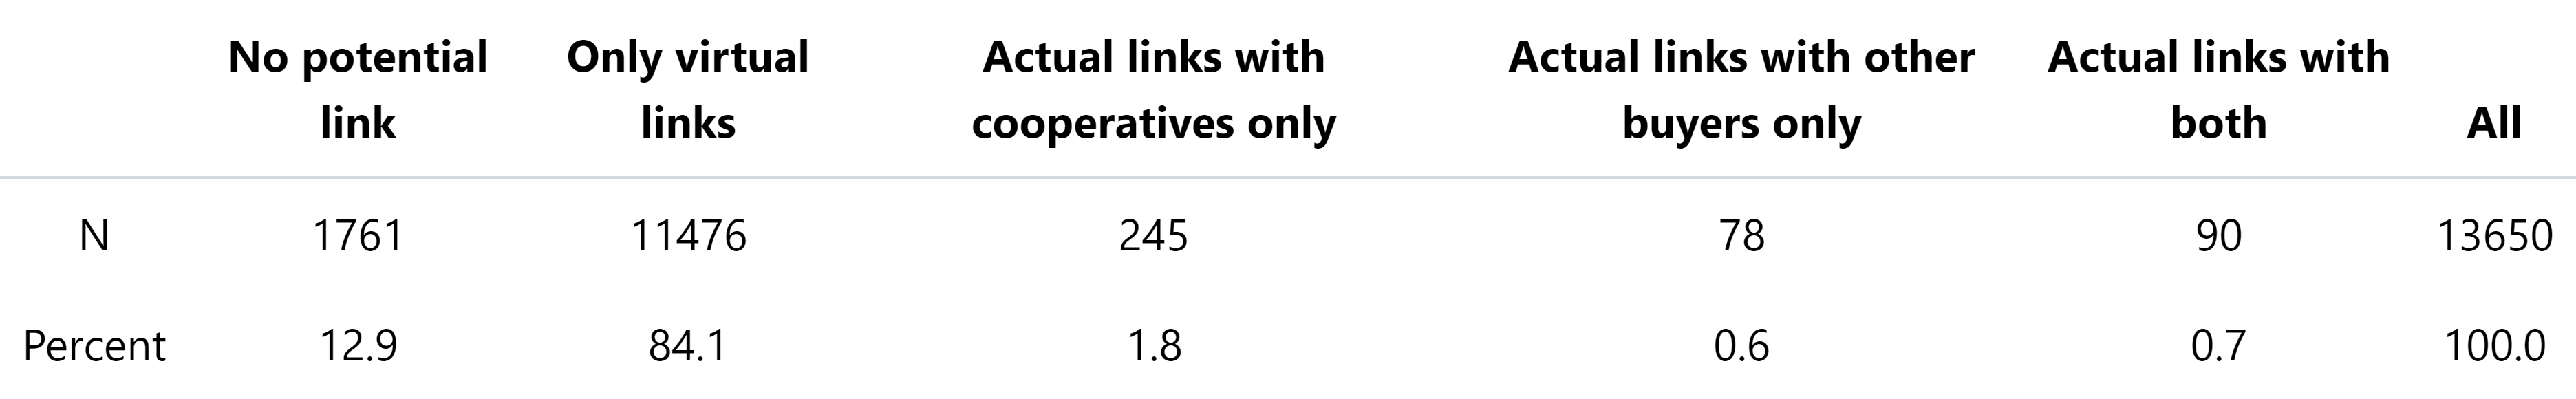 No potential Only virtual Actual links with Actual links with other Actual links with
link links cooperatives only buyers only both All
N 1761 11476 245 78 90 13650
Percent 12.9 84.1 1.8 0.6 0.7 100.0